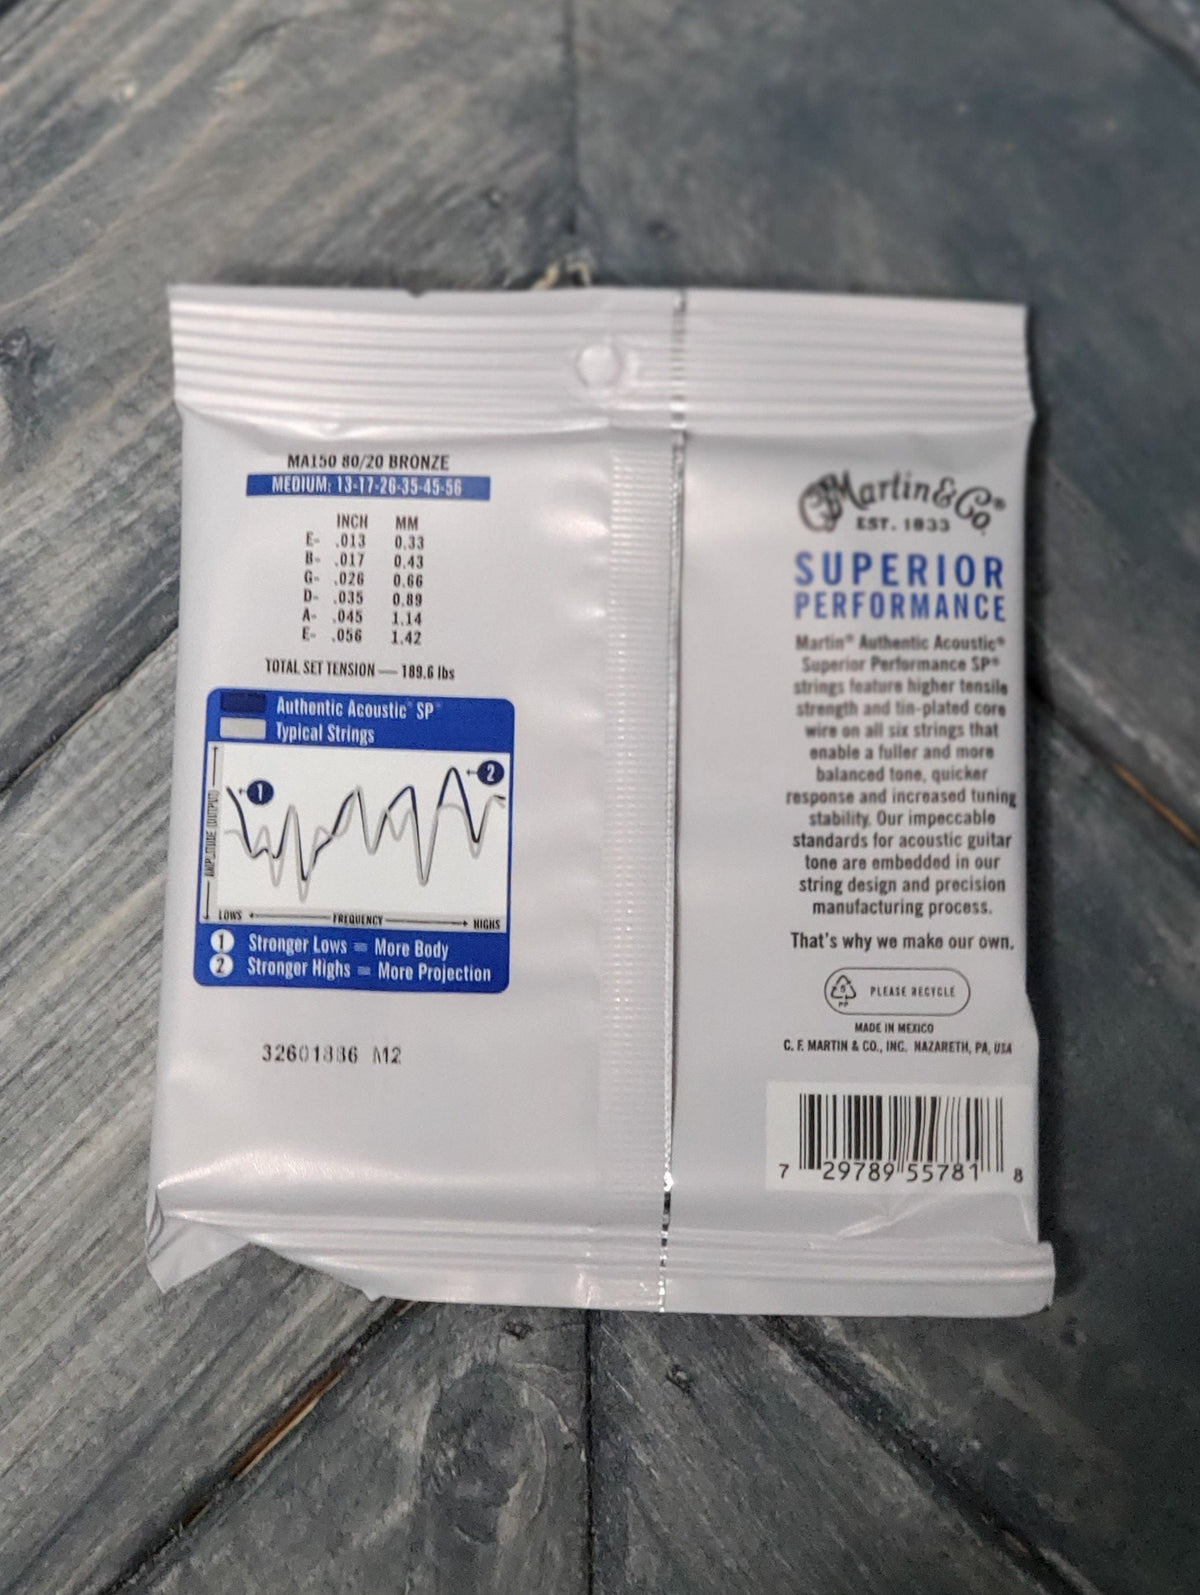 MA150 80/20 BRONZE
MEDIUM: 13-17-26-35-45-56
INCH MM
E- .013 0.33
B- .017 0.43
G- .026 0.66
D- .035 0.89
A- .045 1.14
E- .056 1.42
TOTAL SET TENSION — 189.6 lbs
Authentic Acoustic® SP®
Typical Strings
1
2
AMPLITUDE (OUTPUT)
LOWS FREQUENCY HIGHS
1 Stronger Lows = More Body
2 Stronger Highs = More Projection
32601886 M2
Martin & Co.®
EST. 1833
SUPERIOR
PERFORMANCE
Martin® Authentic Acoustic®
Superior Performance SP®
strings feature higher tensile
strength and tin-plated core
wire on all six strings that
enable a fuller and more
balanced tone, quicker
response and increased tuning
stability. Our impeccable
standards for acoustic guitar
tone are embedded in our
string design and precision
manufacturing process.
That's why we make our own.
5
PP
PLEASE RECYCLE
MADE IN MEXICO
C. F. MARTIN & CO., INC. NAZARETH, PA, USA
7 29789 55781 8